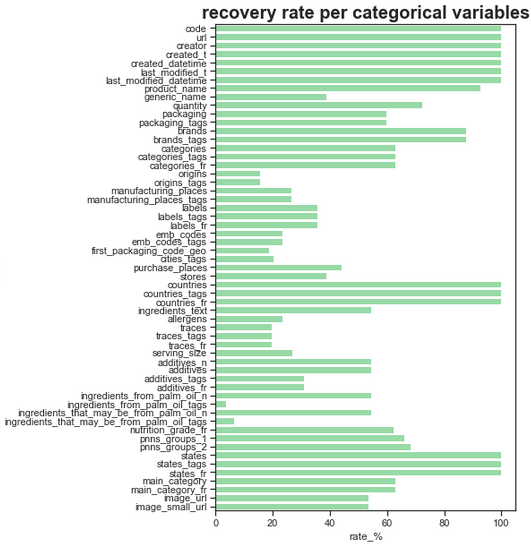 recovery rate per categorical variables
code
url
creator
created_t
created_datetime
last_modified_t
last_modified_datetime
product_name
generic_name
quantity
packaging
packaging_tags
brands
brands_tags
categories
categories_tags
categories_fr
origins
origins_tags
manufacturing_places
manufacturing_places_tags
labels
labels_tags
labels_fr
emb_codes
emb_codes_tags
first_packaging_code_geo
cities_tags
purchase_places
stores
countries
countries_tags
countries_fr
ingredients_text
allergens
traces
traces_tags
traces_fr
serving_size
additives_n
additives
additives_tags
additives_fr
ingredients_from_palm_oil_n
ingredients_from_palm_oil_tags
ingredients_that_may_be_from_palm_oil_n
ingredients_that_may_be_from_palm_oil_tags
nutrition_grade_fr
pnns_groups_1
pnns_groups_2
states
states_tags
states_fr
main_category
main_category_fr
image_url
image_small_url
0 20 40 60 80 100
rate_%